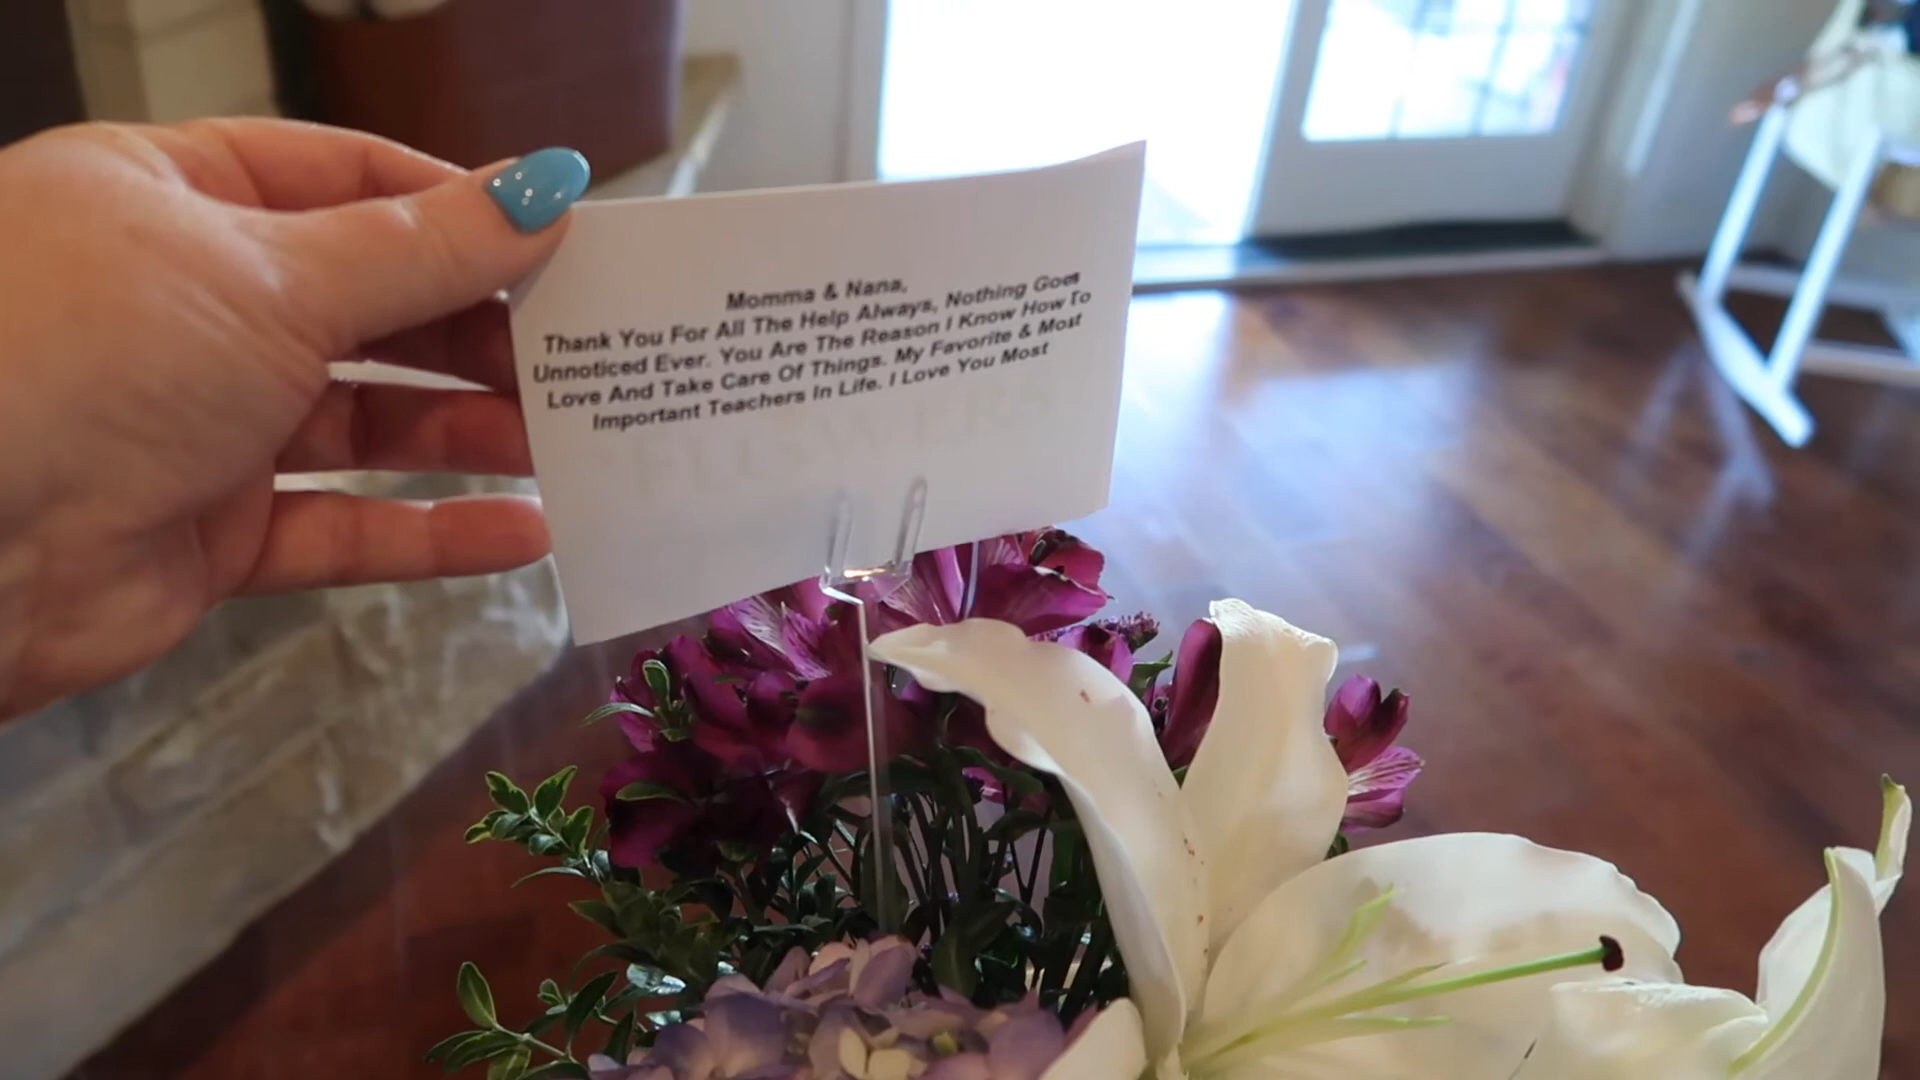 Momma & Nana,
Thank You For All The Help Always, Nothing Goes
Unnoticed Ever. You Are The Reason I Know How To
Love And Take Care Of Things. My Favorite & Most
Important Teachers In Life. I Love You Most
FLOWERS